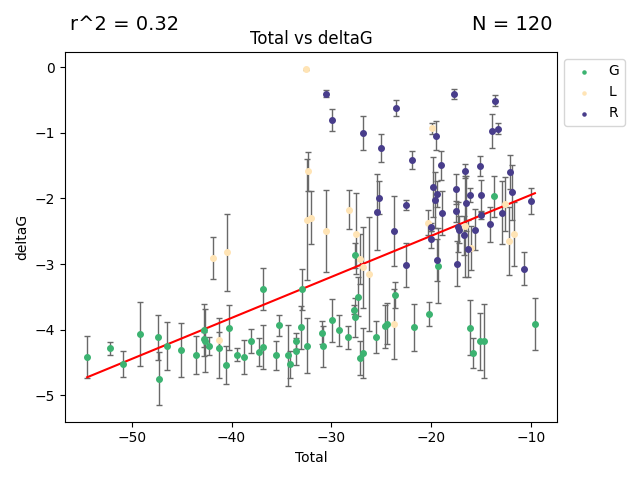 r^2 = 0.32 N = 120
Total vs deltaG
G
L
R
0
−1
−2
−3
−4
−5
deltaG
−50 −40 −30 −20 −10
Total